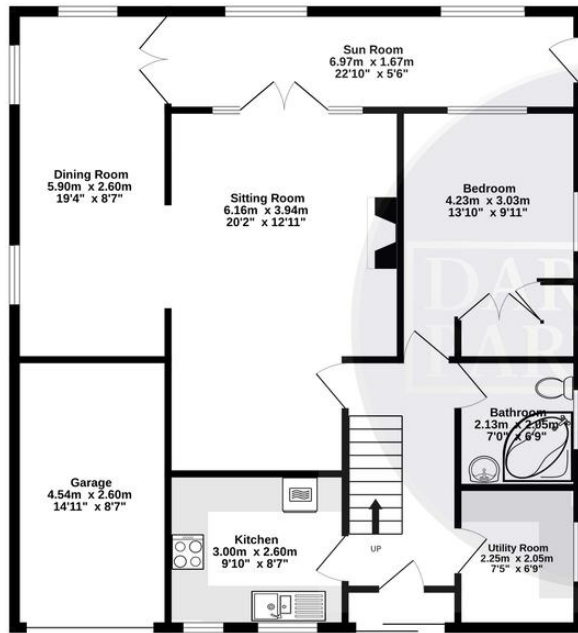 Sun Room
6.97m x 1.67m
22'10" x 5'6"
Dining Room
5.90m x 2.60m
19'4" x 8'7"
Sitting Room
6.16m x 3.94m
20'2" x 12'11"
Bedroom
4.23m x 3.03m
13'10" x 9'11"
DAR
PAR
Bathroom
2.13m x 2.05m
7'0" x 6'9"
Garage
4.54m x 2.60m
14'11" x 8'7"
Kitchen
3.00m x 2.60m
9'10" x 8'7"
UP
Utility Room
2.25m x 2.05m
7'5" x 6'9"